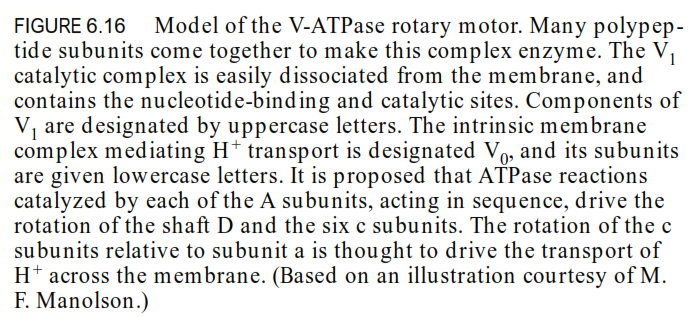 FIGURE 6.16 Model of the V-ATPase rotary motor. Many polypep-
tide subunits come together to make this complex enzyme. The V₁
catalytic complex is easily dissociated from the membrane, and
contains the nucleotide-binding and catalytic sites. Components of
V₁ are designated by uppercase letters. The intrinsic membrane
complex mediating H⁺ transport is designated V₀, and its subunits
are given lowercase letters. It is proposed that ATPase reactions
catalyzed by each of the A subunits, acting in sequence, drive the
rotation of the shaft D and the six c subunits. The rotation of the c
subunits relative to subunit a is thought to drive the transport of
H⁺ across the membrane. (Based on an illustration courtesy of M.
F. Manolson.)